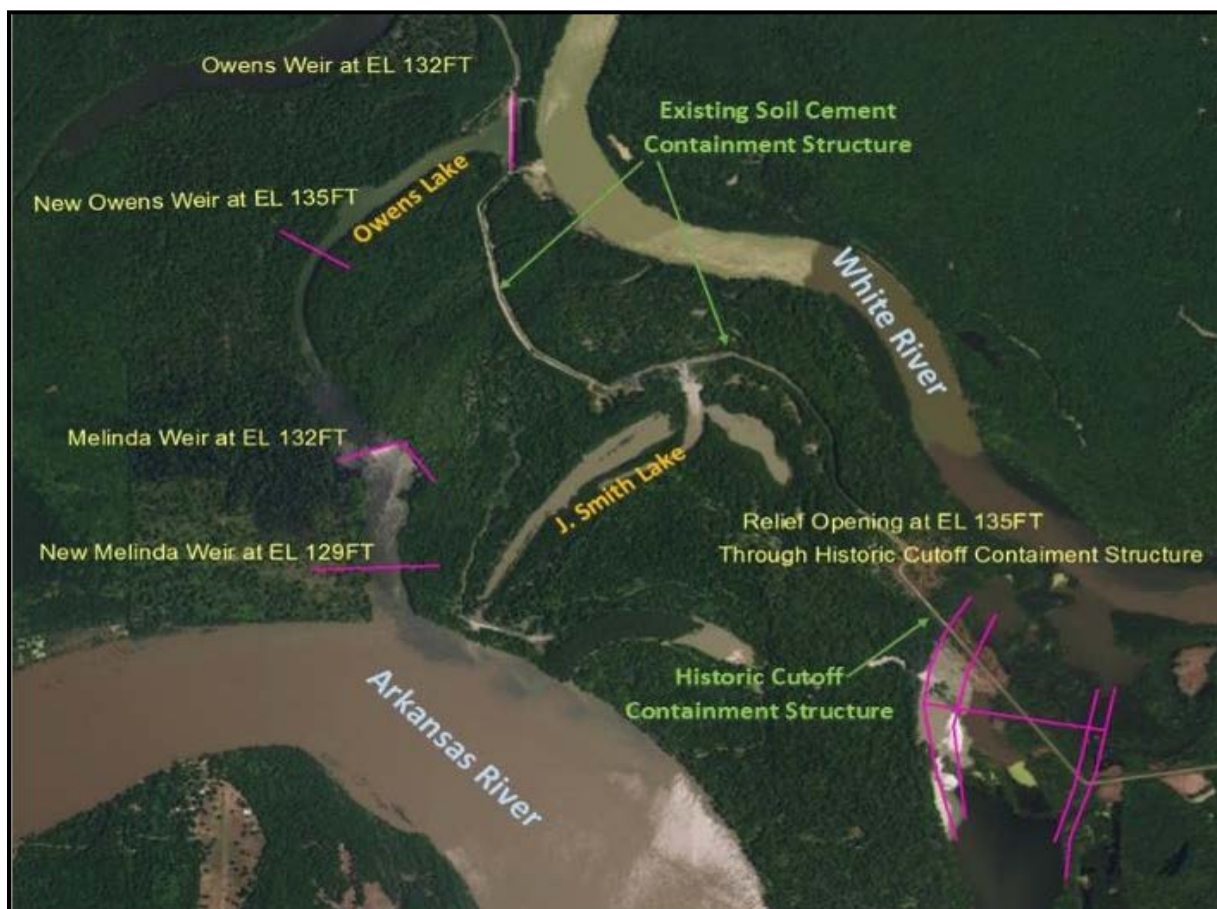 Owens Weir at EL 132FT
Existing Soil Cement
Containment Structure
New Owens Weir at EL 135FT
Owens Lake
White River
Melinda Weir at EL 132FT
J. Smith Lake
Relief Opening at EL 135FT
Through Historic Cutoff Contaiment Structure
New Melinda Weir at EL 129FT
Historic Cutoff
Containment Structure
Arkansas River